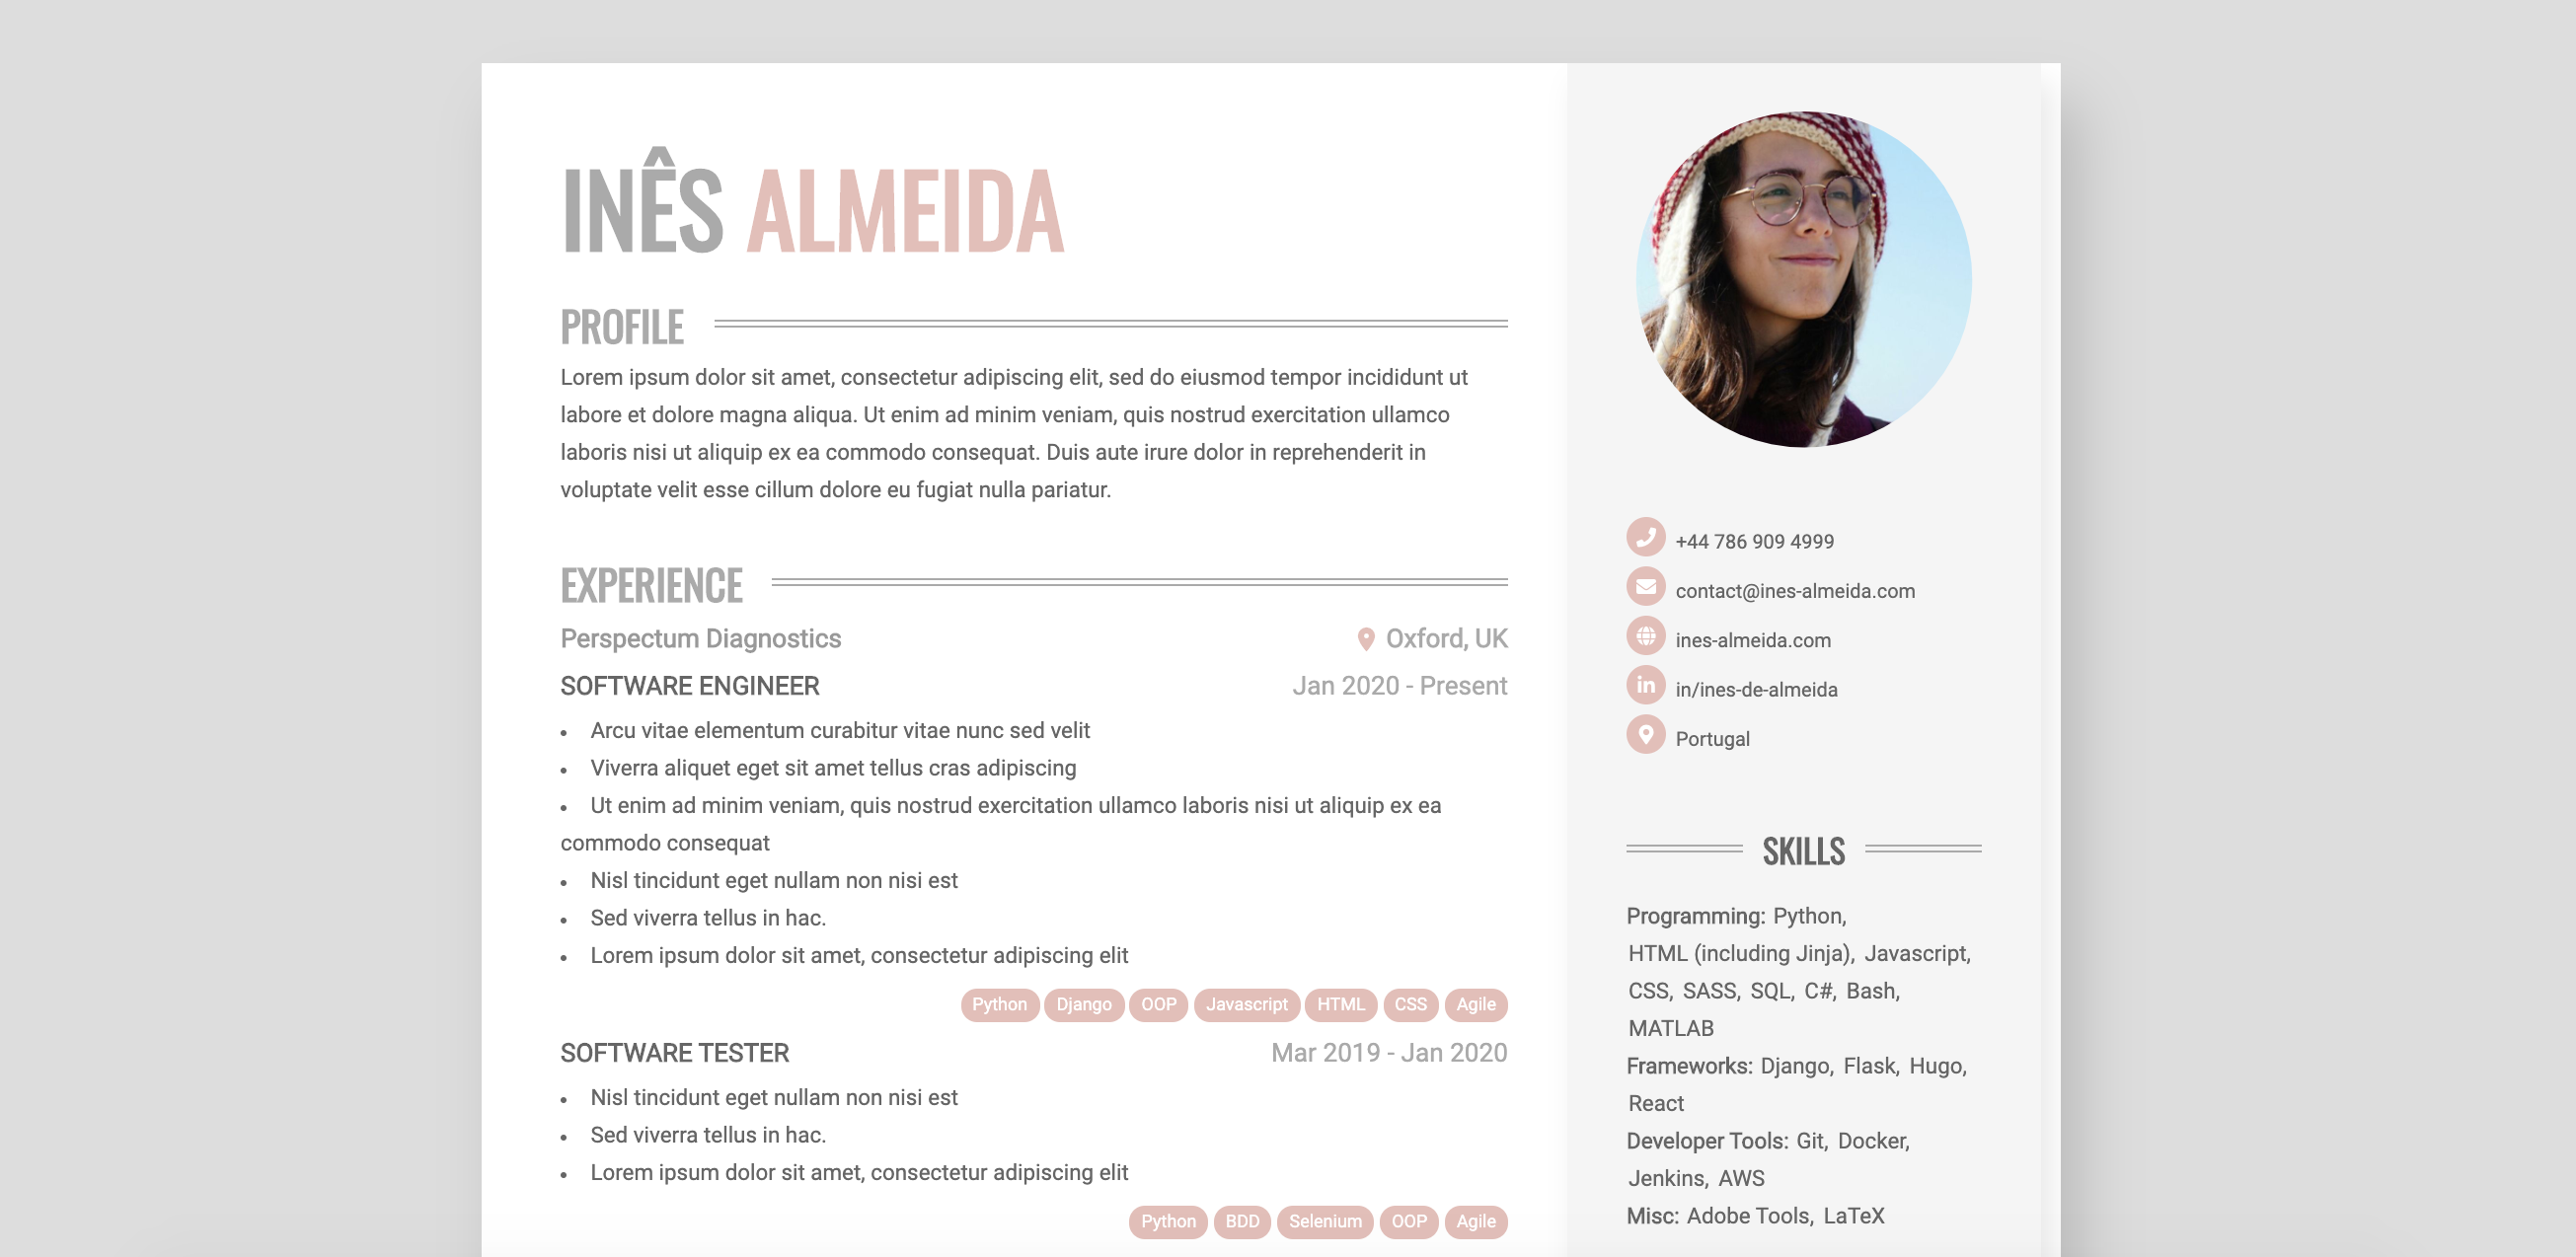 INÊS ALMEIDA
PROFILE
Lorem ipsum dolor sit amet, consectetur adipiscing elit, sed do eiusmod tempor incididunt ut
labore et dolore magna aliqua. Ut enim ad minim veniam, quis nostrud exercitation ullamco
laboris nisi ut aliquip ex ea commodo consequat. Duis aute irure dolor in reprehenderit in
voluptate velit esse cillum dolore eu fugiat nulla pariatur.
EXPERIENCE
Perspectum Diagnostics Oxford, UK
SOFTWARE ENGINEER Jan 2020 - Present
• Arcu vitae elementum curabitur vitae nunc sed velit
• Viverra aliquet eget sit amet tellus cras adipiscing
• Ut enim ad minim veniam, quis nostrud exercitation ullamco laboris nisi ut aliquip ex ea
commodo consequat
• Nisl tincidunt eget nullam non nisi est
• Sed viverra tellus in hac.
• Lorem ipsum dolor sit amet, consectetur adipiscing elit
Python Django OOP Javascript HTML CSS Agile
SOFTWARE TESTER Mar 2019 - Jan 2020
• Nisl tincidunt eget nullam non nisi est
• Sed viverra tellus in hac.
• Lorem ipsum dolor sit amet, consectetur adipiscing elit
Python BDD Selenium OOP Agile
+44 786 909 4999
contact@ines-almeida.com
ines-almeida.com
in in/ines-de-almeida
Portugal
SKILLS
Programming: Python,
HTML (including Jinja), Javascript,
CSS, SASS, SQL, C#, Bash,
MATLAB
Frameworks: Django, Flask, Hugo,
React
Developer Tools: Git, Docker,
Jenkins, AWS
Misc: Adobe Tools, LaTeX